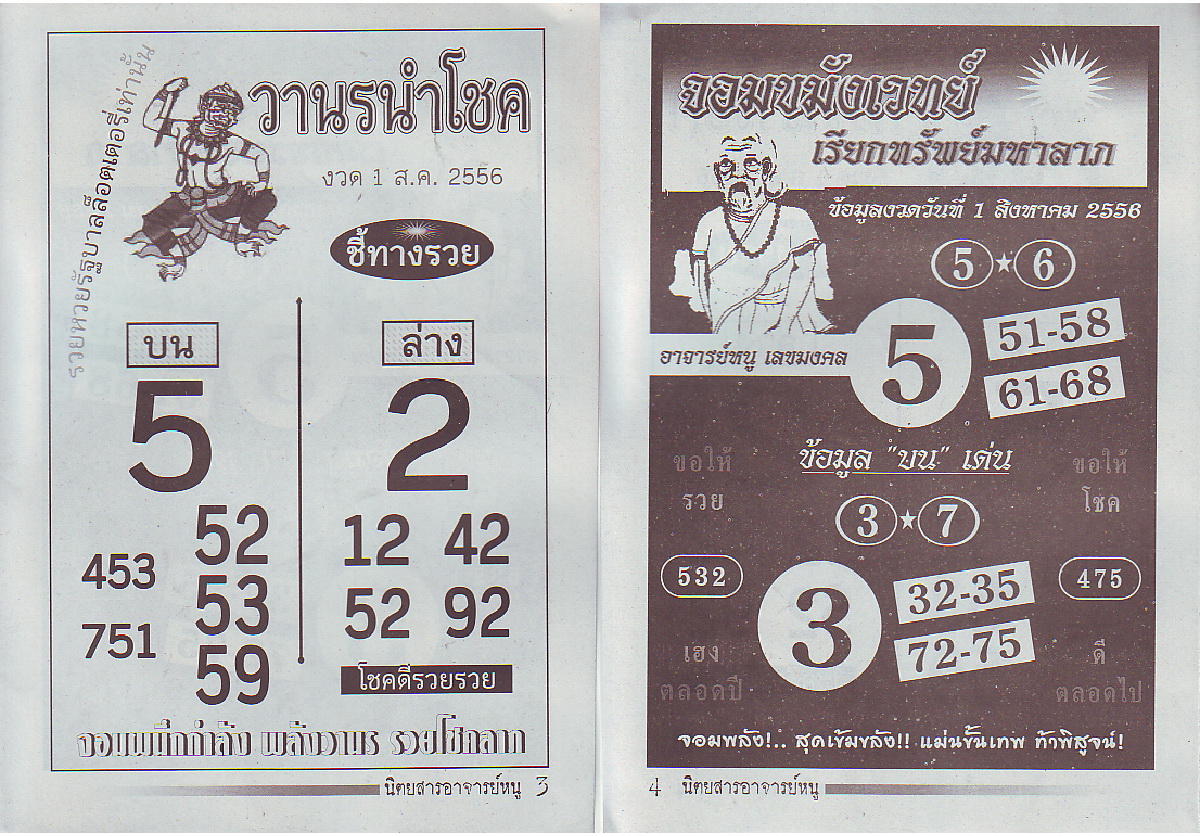 รวยหวยรัฐบาลล็อตเตอรี่เท่านั้น
วานรนำโชค
งวด 1 ส.ค. 2556
ชี้ทางรวย
บน
ล่าง
5
2
453
751
52
53
59
12 42
52 92
โชคดีรวยรวย
พลังวานร รวยโชคลาภ
นิตยสารอาจารย์หนู 3
จอมขมังเวทย์
เรียกทรัพย์มหาลาภ
ข้อมูลงวดวันที่ 1 สิงหาคม 2556
5 ★ 6
อาจารย์หนู เลขมงคล
5
51-58
61-68
ขอให้
รวย
ข้อมูล "บน" เด่น
ขอให้
โชค
3 ★ 7
532
3
32-35
72-75
475
เฮง
ตลอดปี
ดี
ตลอดไป
จอมพลัง!.. สุดเข้มขลัง!! แม่นขั้นเทพ ท้าพิสูจน์!
4 นิตยสารอาจารย์หนู